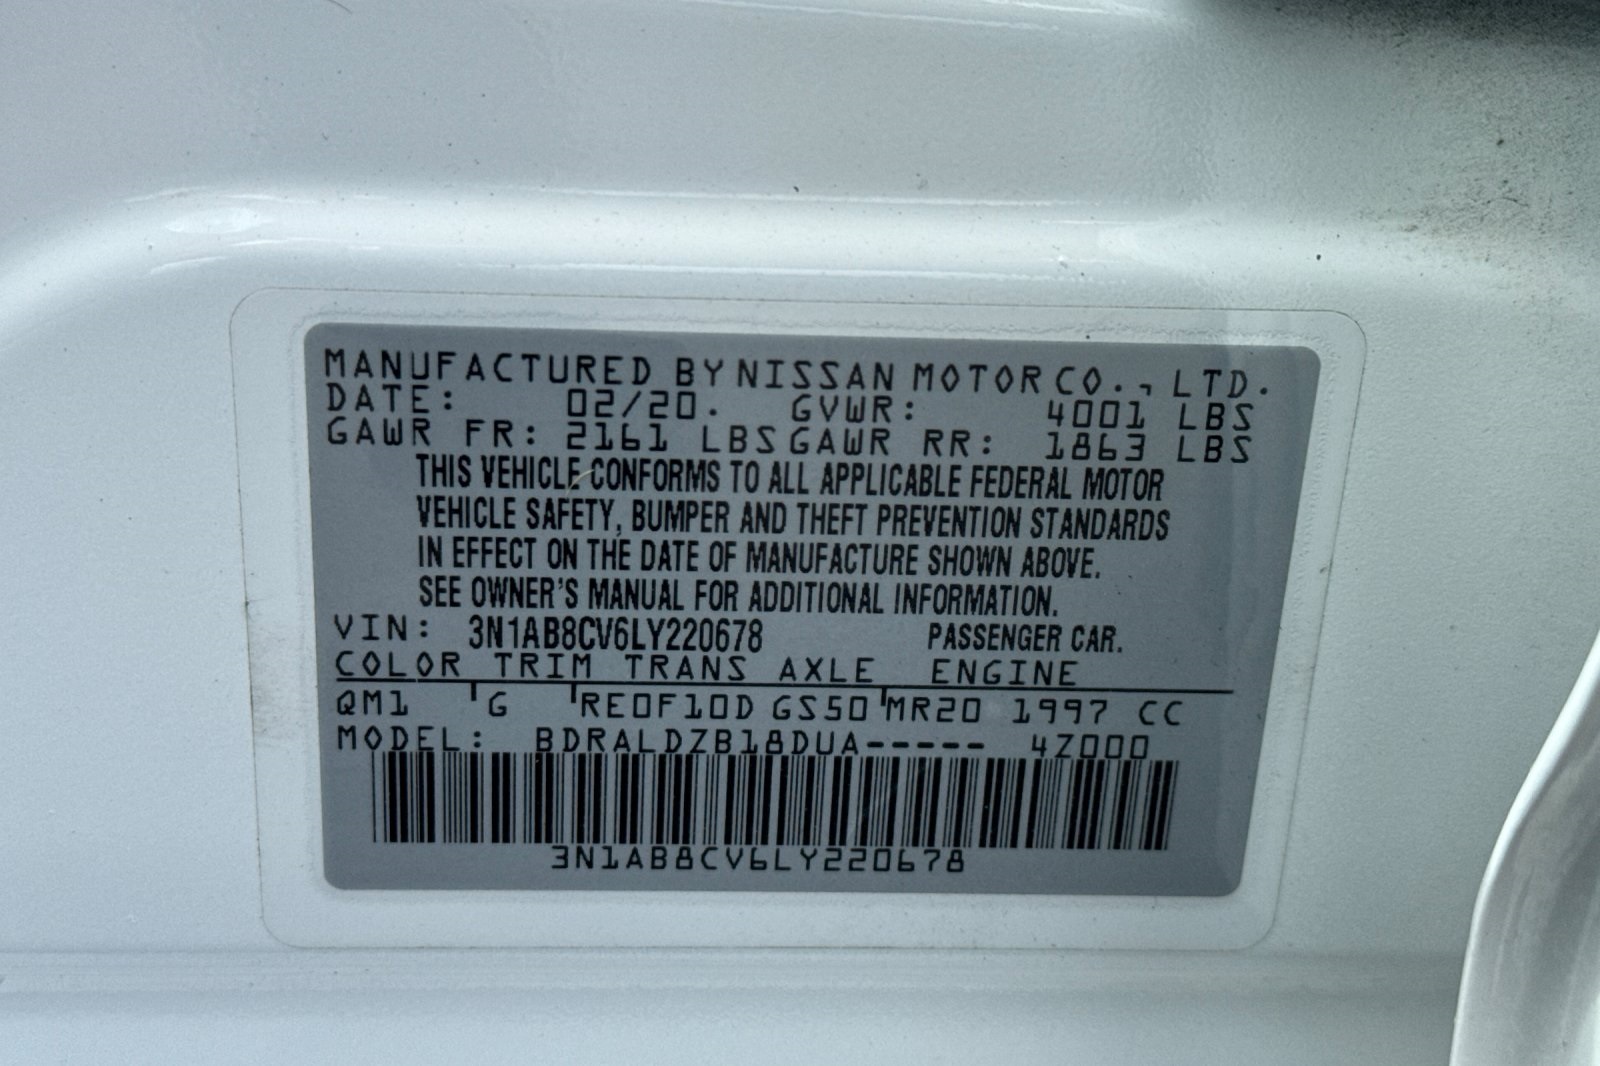 MANUFACTURED BY NISSAN MOTOR CO., LTD.
DATE: 02/20. GVWR: 4001 LBS
GAWR FR: 2161 LBS GAWR RR: 1863 LBS
THIS VEHICLE CONFORMS TO ALL APPLICABLE FEDERAL MOTOR
VEHICLE SAFETY, BUMPER AND THEFT PREVENTION STANDARDS
IN EFFECT ON THE DATE OF MANUFACTURE SHOWN ABOVE.
SEE OWNER'S MANUAL FOR ADDITIONAL INFORMATION.
VIN: 3N1AB8CV6LY220678 PASSENGER CAR.
COLOR TRIM TRANS AXLE ENGINE
QM1 G RE0F10D GS50 MR20 1997 CC
MODEL: BDRALDZB18DUA----- 4Z000
3N1AB8CV6LY220678